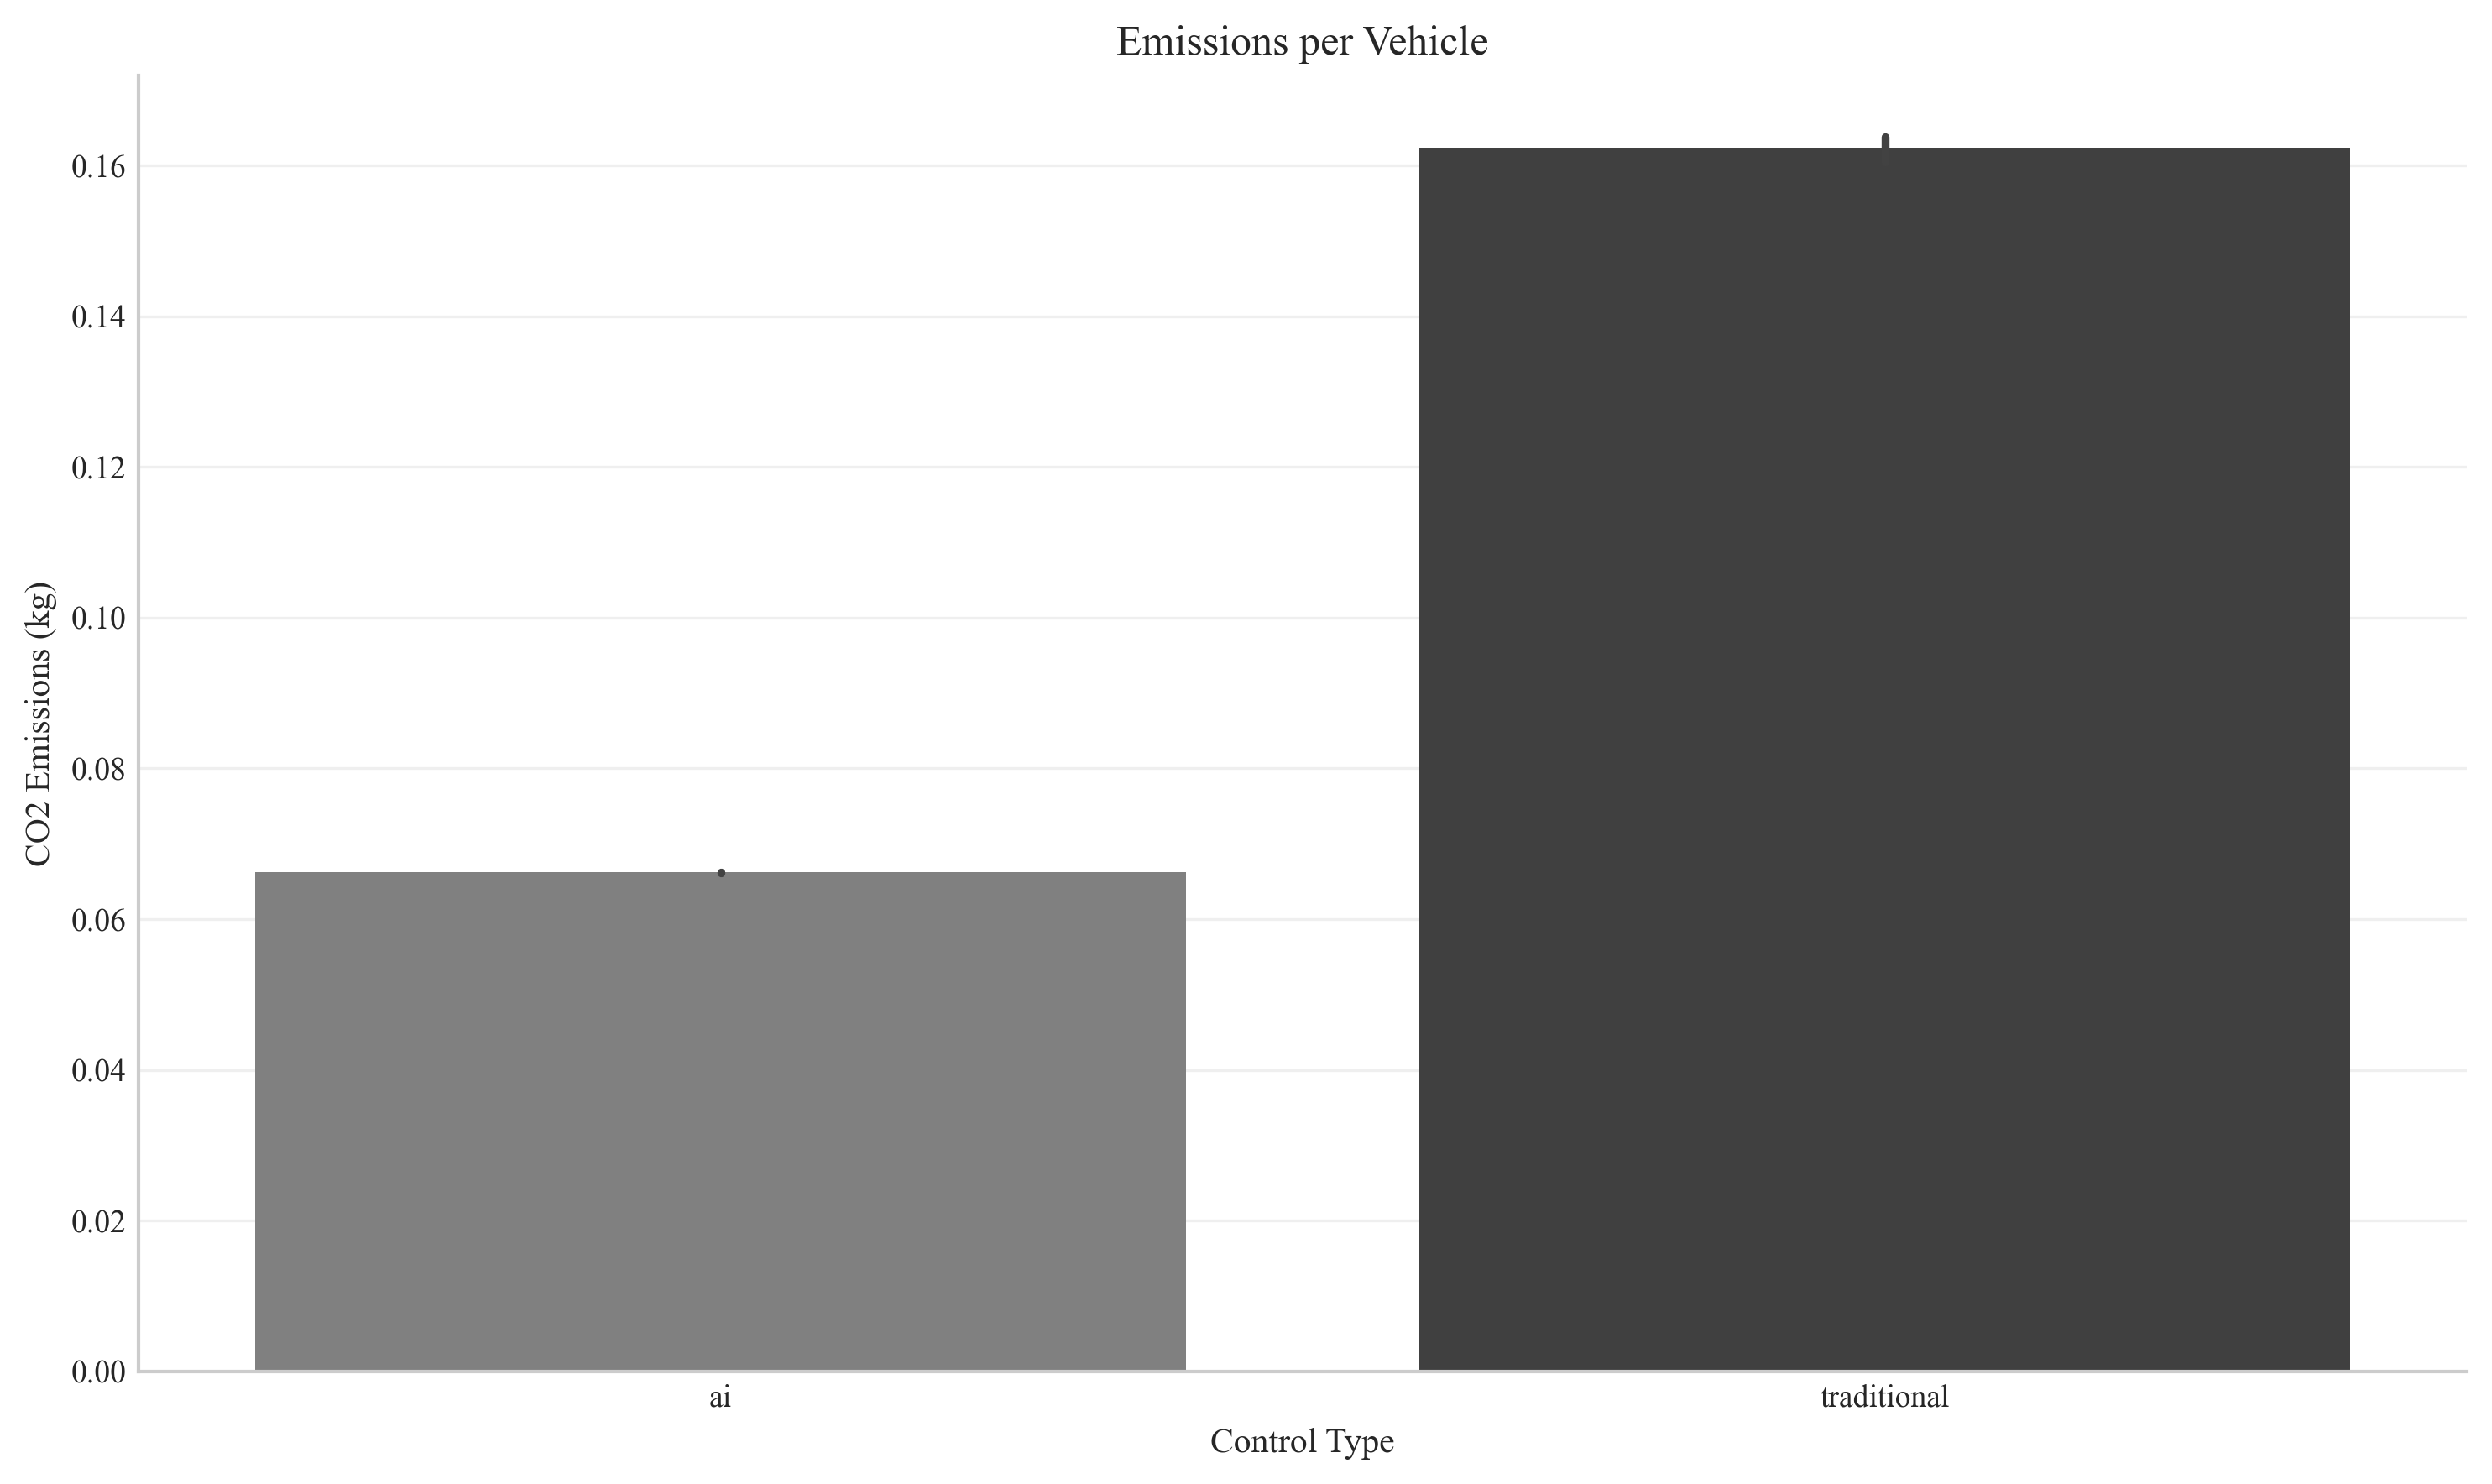 Emissions per Vehicle
CO2 Emissions (kg)
0.16
0.14
0.12
0.10
0.08
0.06
0.04
0.02
0.00
ai
traditional
Control Type